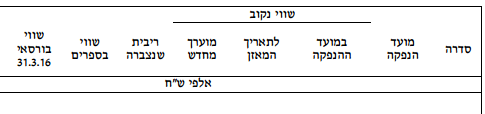 שווי נקוב
סדרה מועד הנפקה במועד ההנפקה לתאריך המאזן מוערך מחדש ריבית שנצברה שווי בספרים שווי בורסאי 31.3.16
אלפי ש"ח